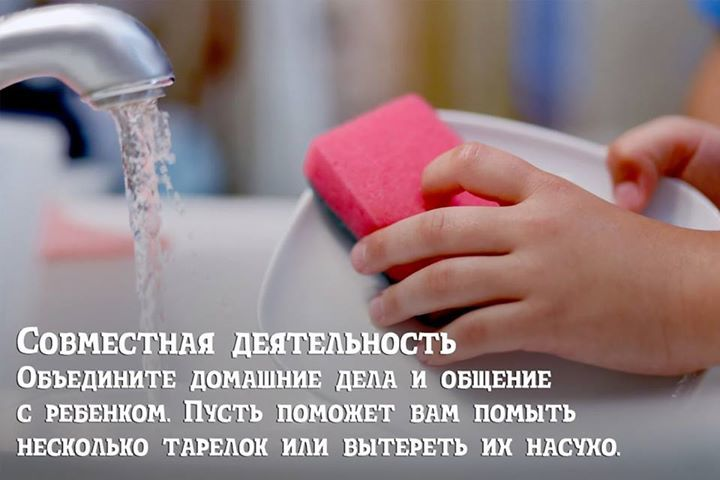 Совместная деятельность
Объедините домашние дела и общение
с ребенком. Пусть поможет вам помыть
несколько тарелок или вытереть их насухо.